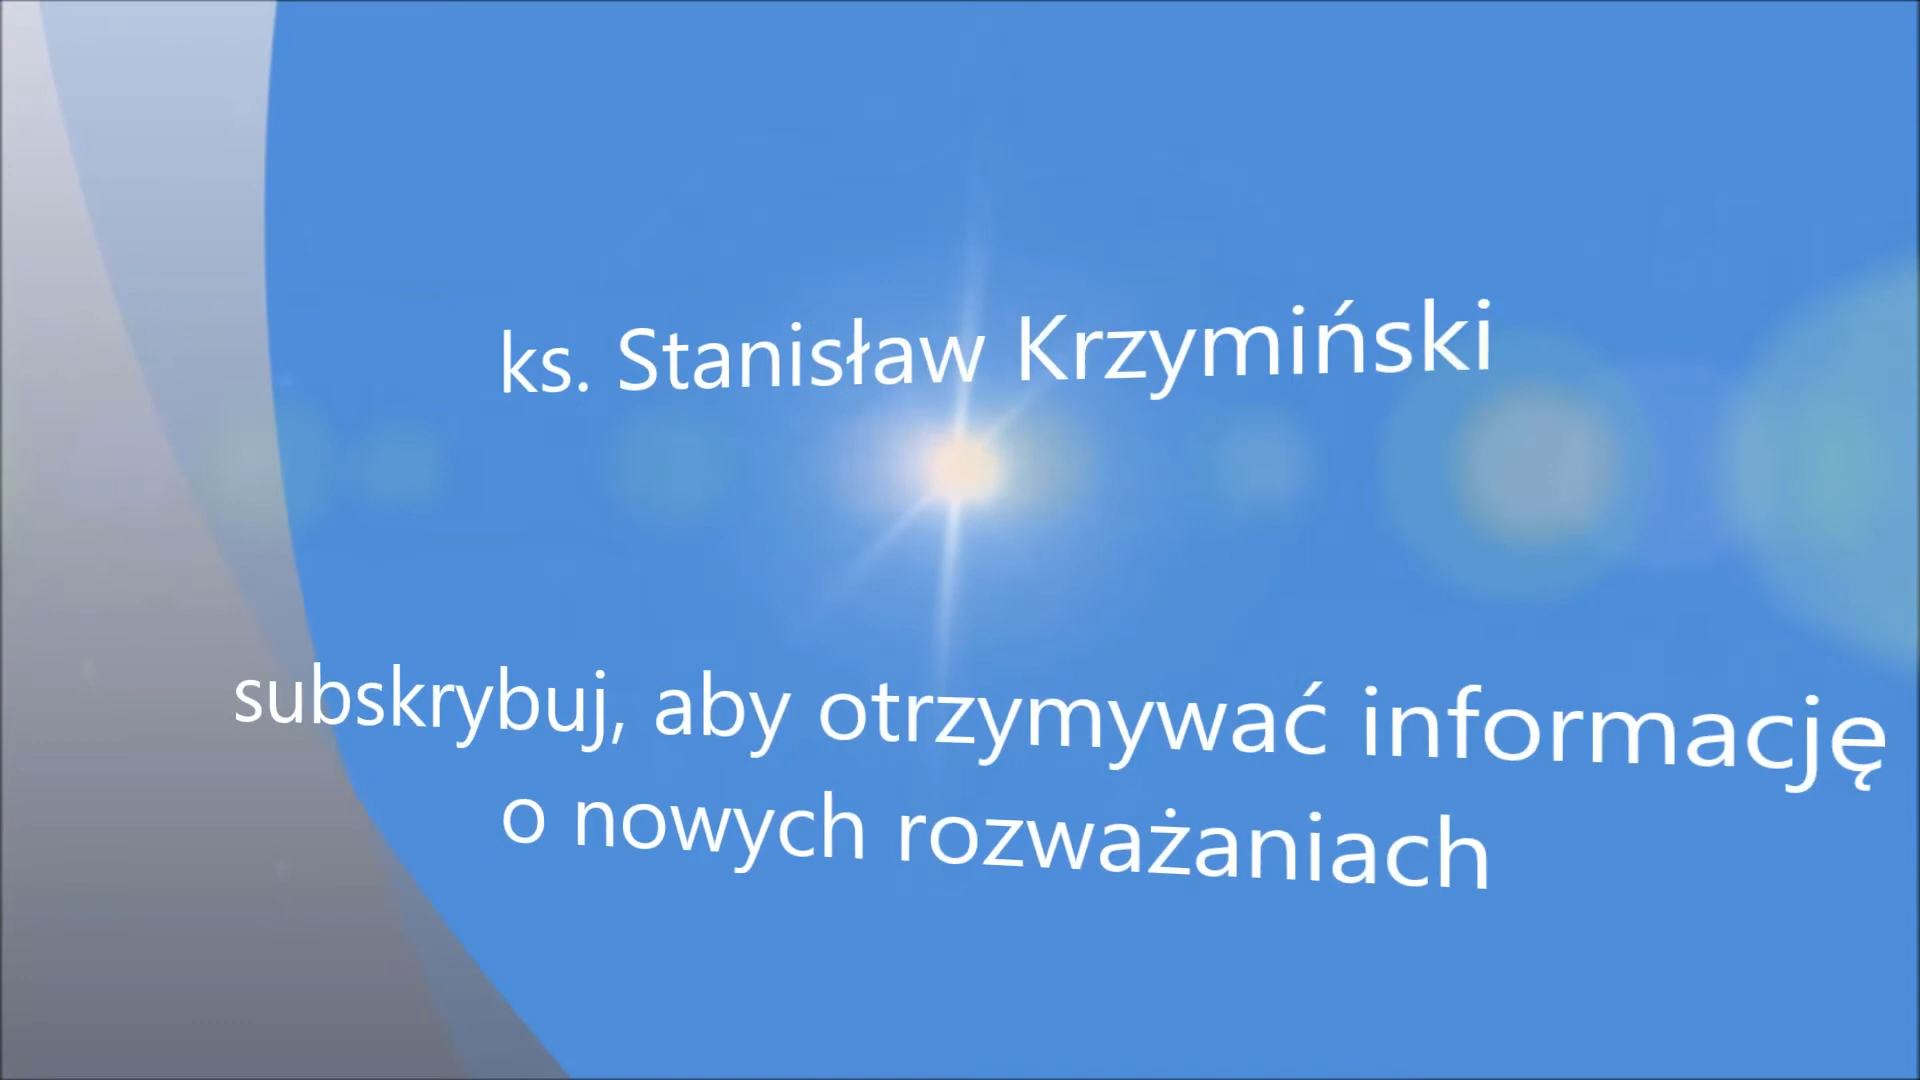 ks. Stanisław Krzymiński
subskrybuj, aby otrzymywać informację
o nowych rozważaniach